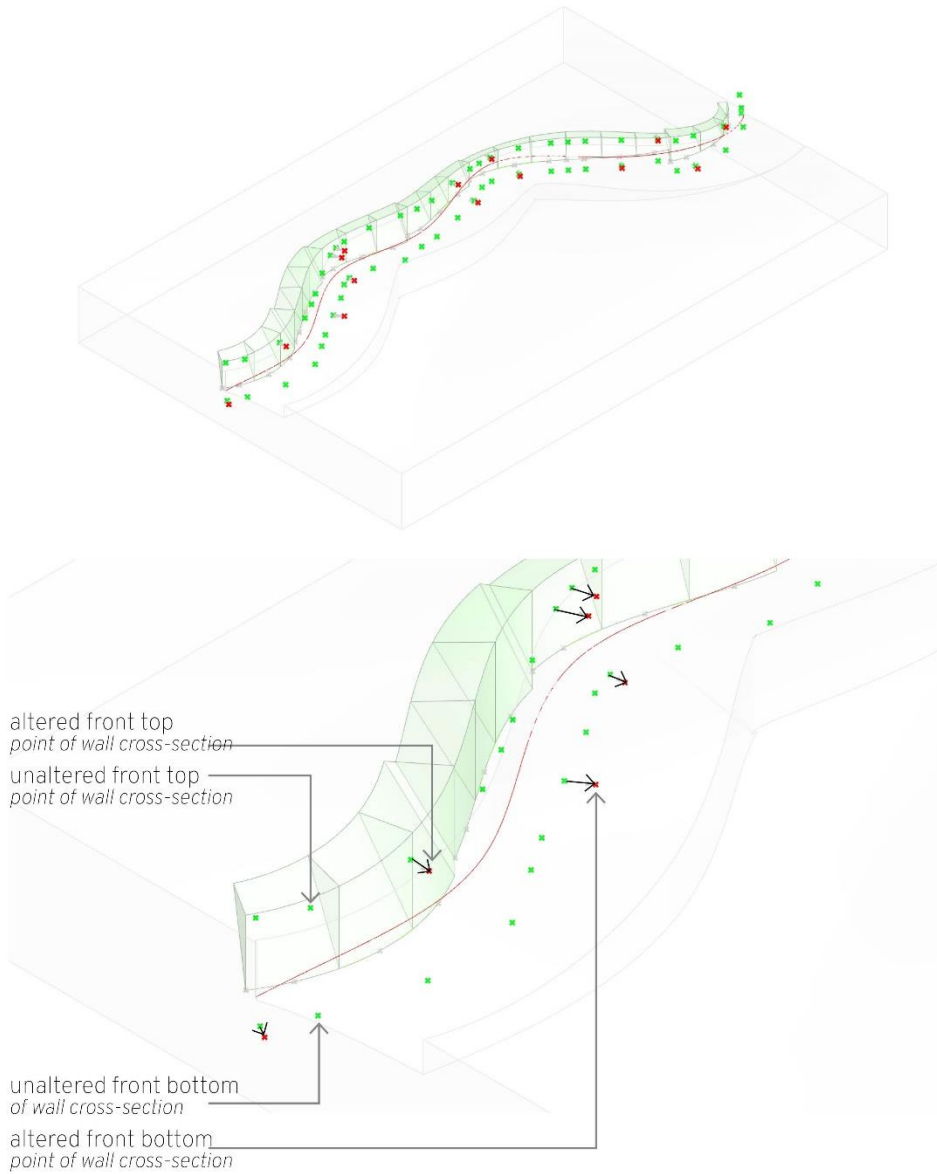 altered front top
point of wall cross-section
unaltered front top
point of wall cross-section
unaltered front bottom
of wall cross-section
altered front bottom
point of wall cross-section